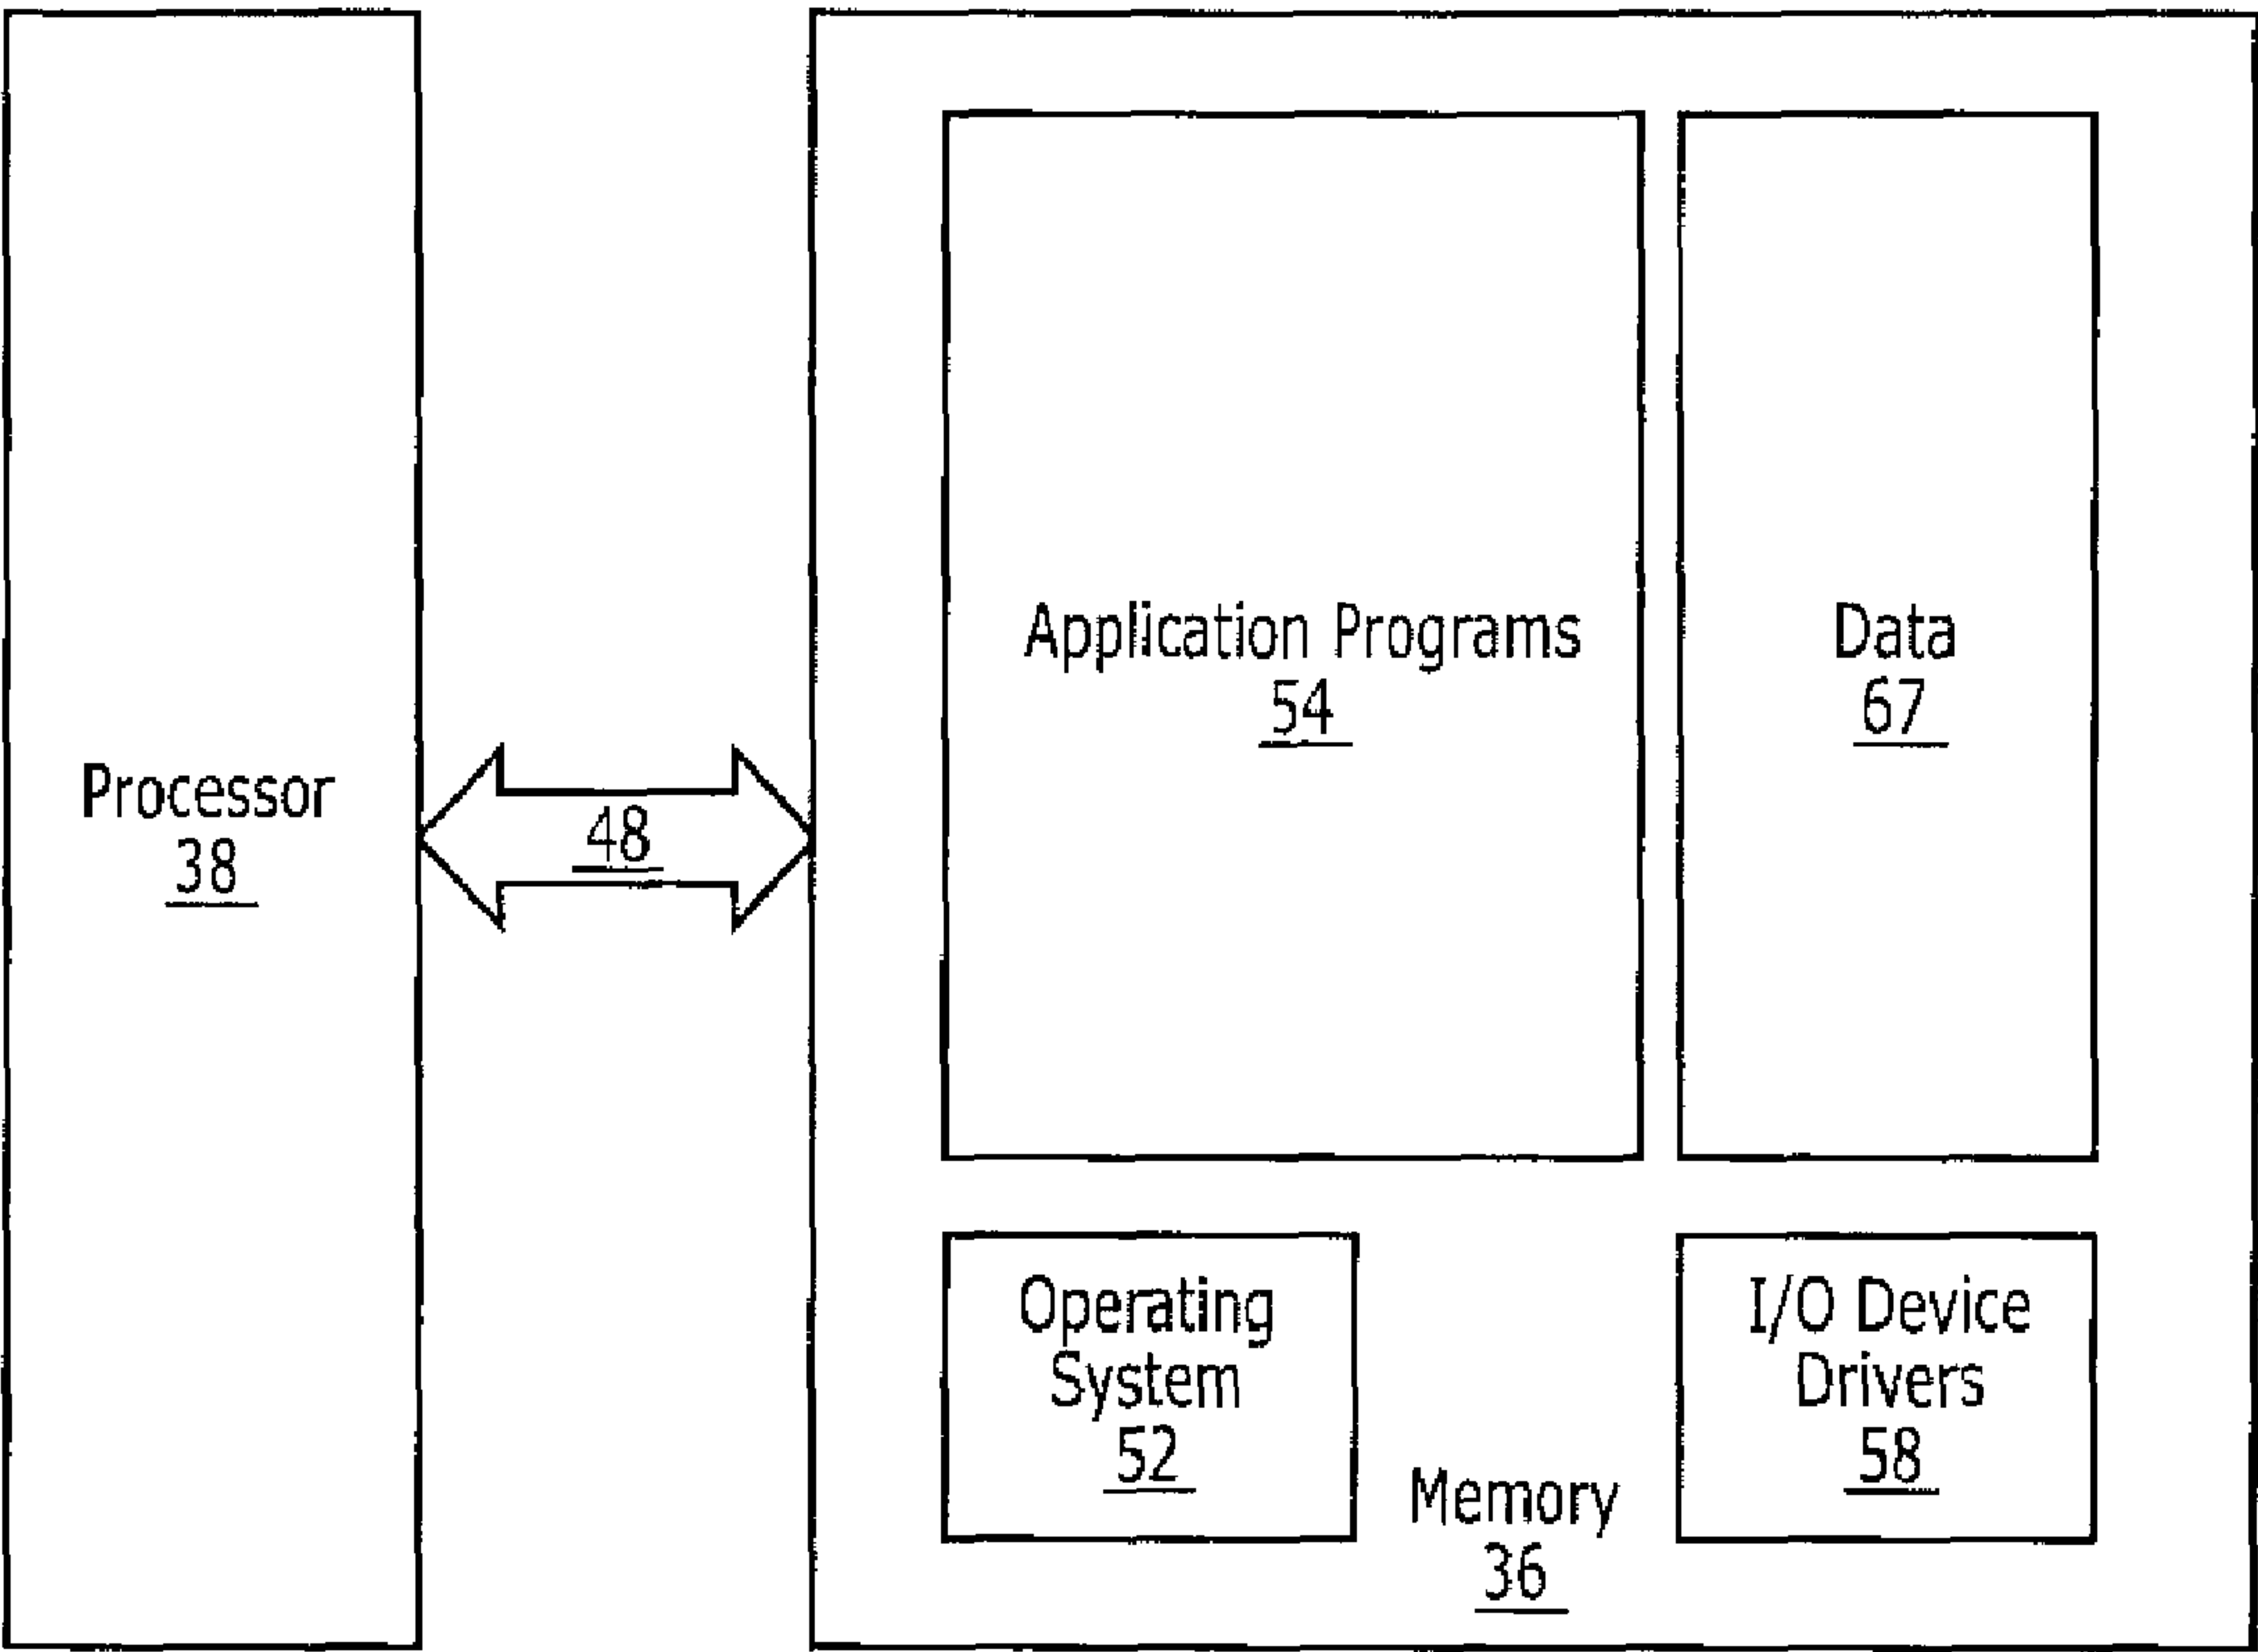 Processor
38
48
Application Programs
54
Data
67
Operating
System
52
I/O Device
Drivers
58
Memory
36